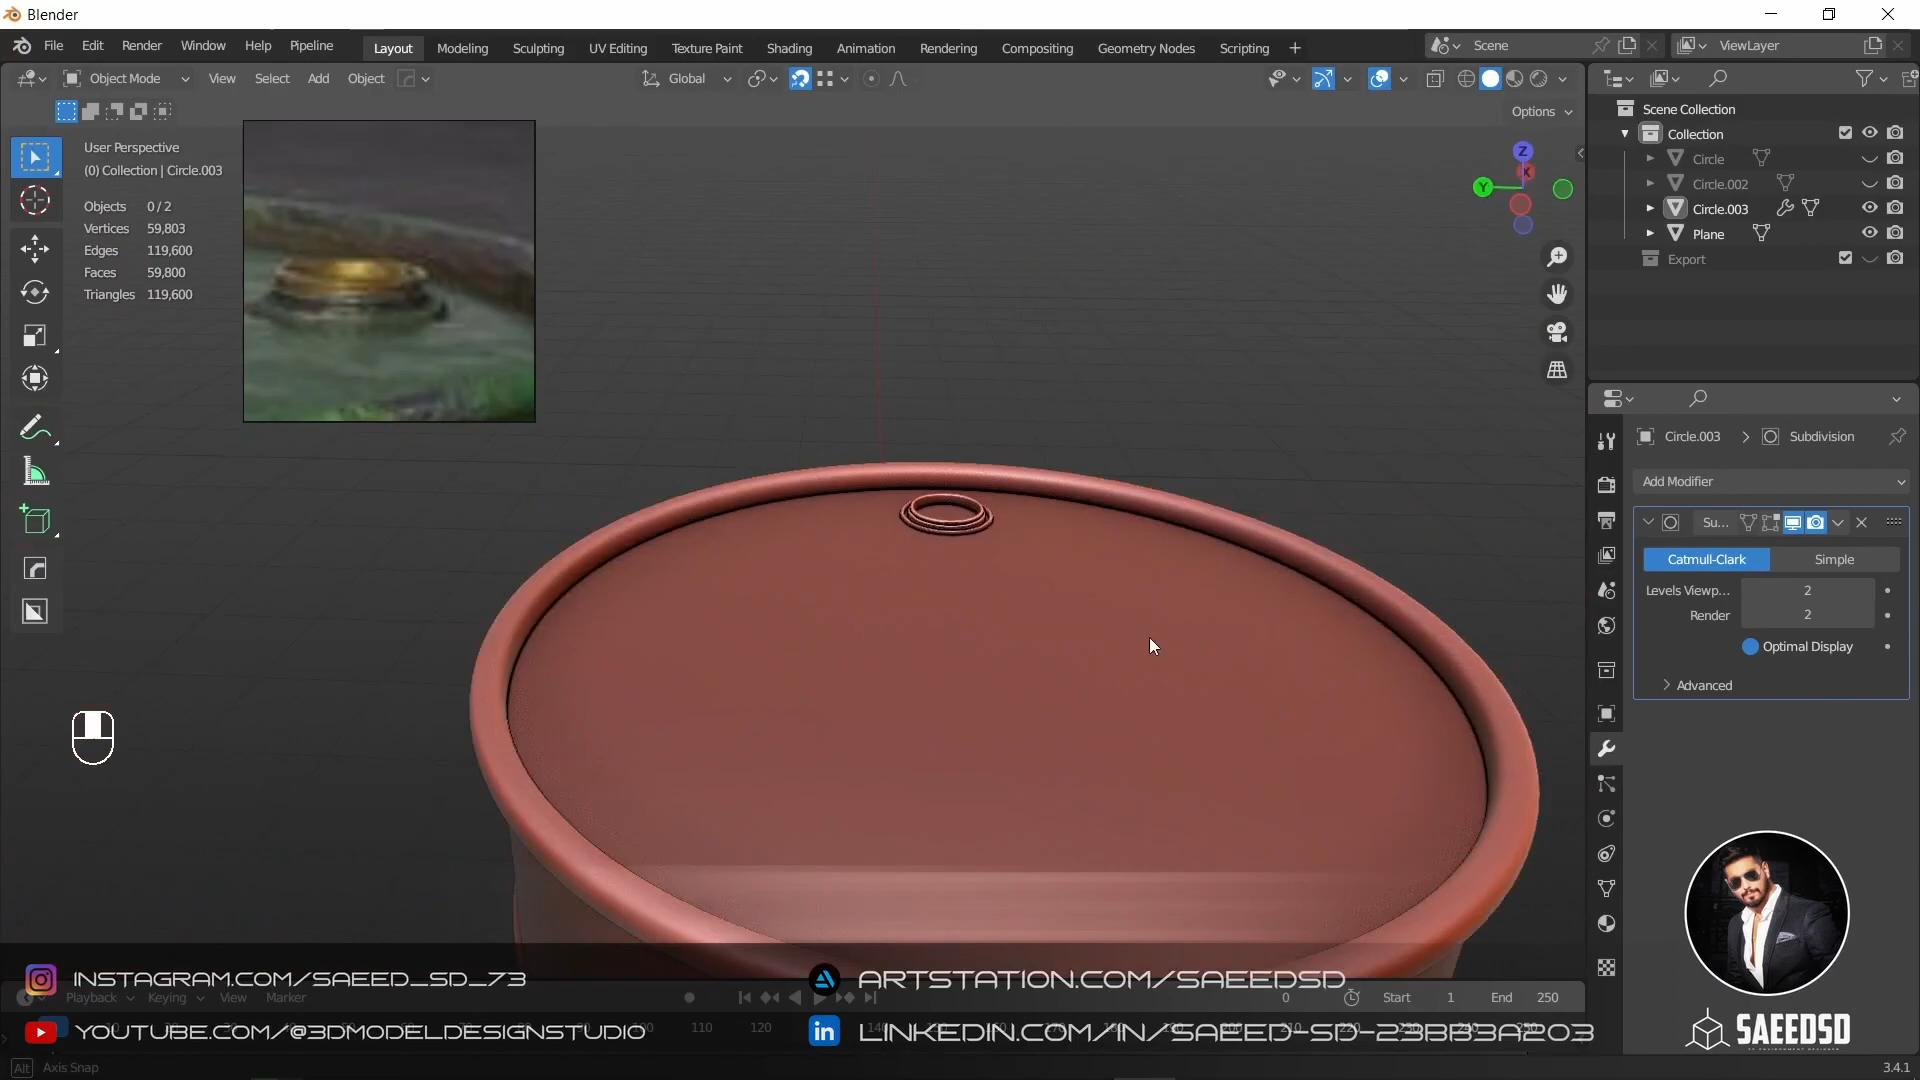 Blender
File Edit Render Window Help Pipeline Layout Modeling Sculpting UV Editing Texture Paint Shading Animation Rendering Compositing Geometry Nodes Scripting + Scene ViewLayer
Object Mode View Select Add Object Global
Options
User Perspective
(0) Collection | Circle.003
Objects 0 / 2
Vertices 59,803
Edges 119,600
Faces 59,800
Triangles 119,600
Z
X
Y
Scene Collection
Collection
Circle
Circle.002
Circle.003
Plane
Export
Circle.003 > Subdivision
Add Modifier
Su...
Catmull-Clark Simple
Levels Viewp... 2
Render 2
Optimal Display
Advanced
INSTAGRAM.COM/SAEED_SD_73
ARTSTATION.COM/SAEEDSD
Playback Keying View Marker
0 Start 1 End 250
YOUTUBE.COM/@3DMODELDESIGNSTUDIO
110 120
LINKEDIN.COM/IN/SAEED-SD-23BB3A203
SAEEDSD
Alt Axis Snap
3.4.1